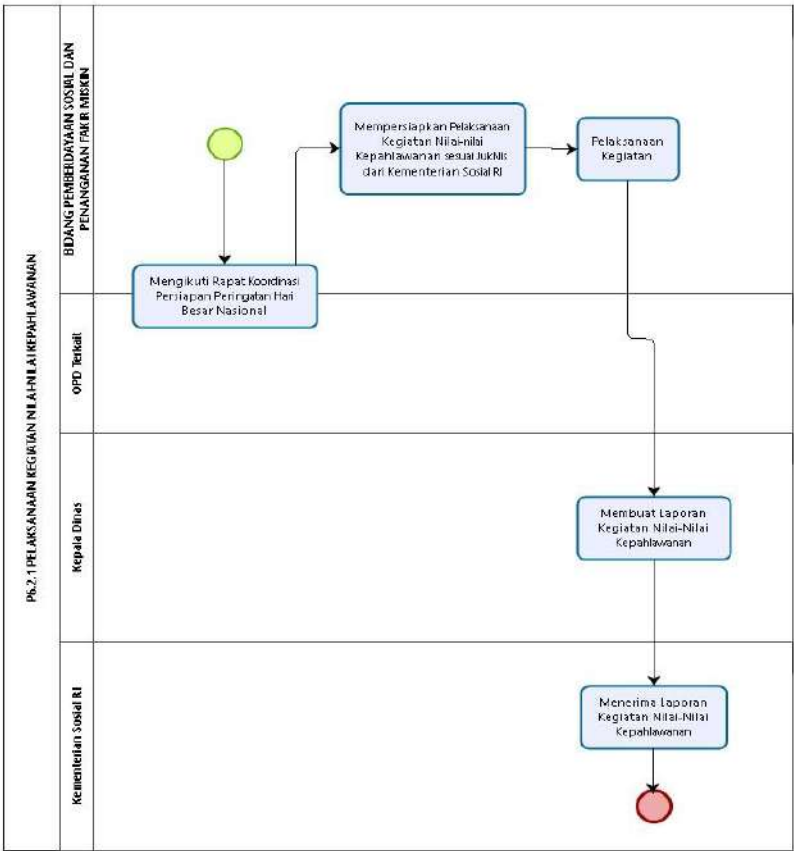 P6.2.1 PELAKSANAAN KEGIATAN NILAI-NILAI KEPAHLAWANAN
BIDANG PEMBERDAYAAN SOSIAL DAN
PENANGANAN FAKIR MISKIN
Mengikuti Rapat Koordinasi
Persiapan Peringatan Hari
Besar Nasional
Mempersiapkan Pelaksanaan
Kegiatan Nilai-nilai
Kepahlawanan sesuai JukNis
dari Kementerian Sosial RI
Pelaksanaan
Kegiatan
OPD Terkait
Kepala Dinas
Membuat Laporan
Kegiatan Nilai-Nilai
Kepahlawanan
Kementerian Sosial RI
Menerima Laporan
Kegiatan Nilai-Nilai
Kepahlawanan